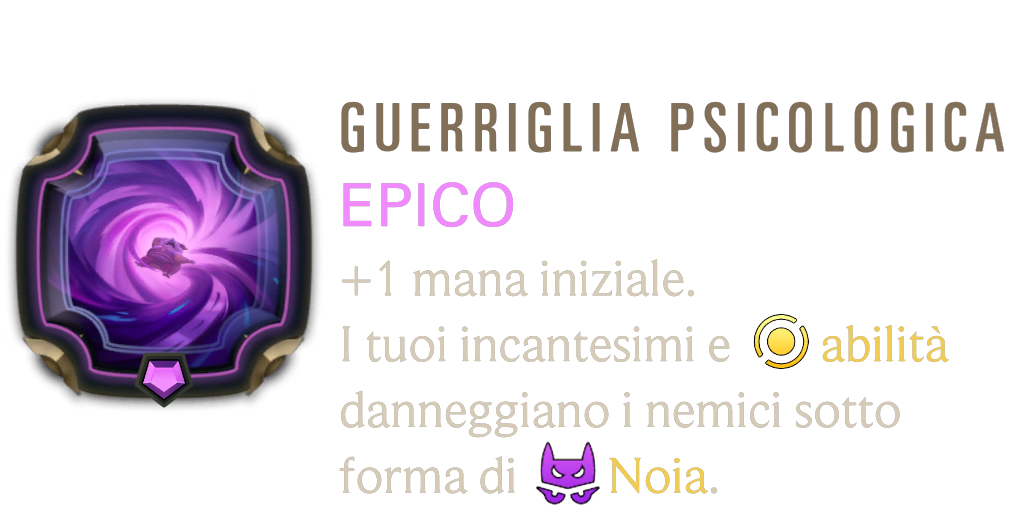 GUERRIGLIA PSICOLOGICA
EPICO
+1 mana iniziale.
I tuoi incantesimi e abilità
danneggiano i nemici sotto
forma di Noia.